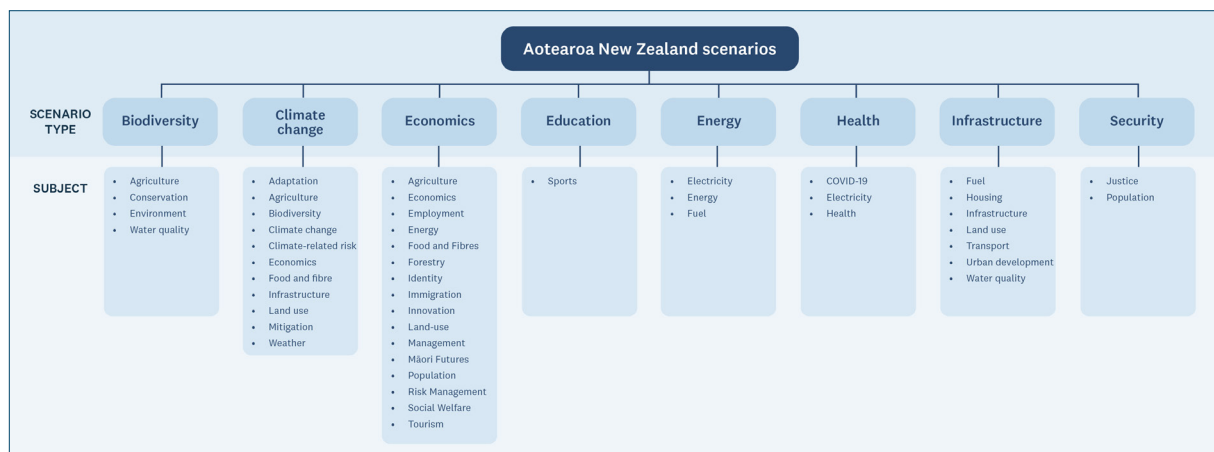 Aotearoa New Zealand scenarios
SCENARIO
TYPE
Biodiversity
Climate
change
Economics
Education
Energy
Health
Infrastructure
Security
SUBJECT
• Agriculture
• Conservation
• Environment
• Water quality
• Adaptation
• Agriculture
• Biodiversity
• Climate change
• Climate-related risk
• Economics
• Food and fibre
• Infrastructure
• Land use
• Mitigation
• Weather
• Agriculture
• Economics
• Employment
• Energy
• Food and Fibres
• Forestry
• Identity
• Immigration
• Innovation
• Land-use
• Management
• Māori Futures
• Population
• Risk Management
• Social Welfare
• Tourism
• Sports
• Electricity
• Energy
• Fuel
• COVID-19
• Electricity
• Health
• Fuel
• Housing
• Infrastructure
• Land use
• Transport
• Urban development
• Water quality
• Justice
• Population